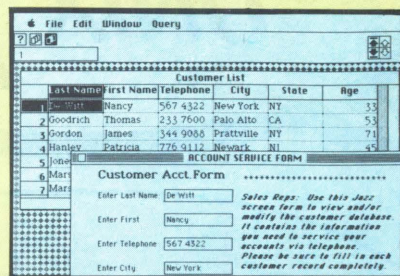 File Edit Window Query
?
1
Customer List
Last Name First Name Telephone City State Age
1 De Witt Nancy 567 4322 New York NY 33
2 Goodrich Thomas 233 7600 Palo Alto CA 53
3 Gordon James 344 9088 Prattville NY 71
4 Hanley Patricia 776 9112 Newark NJ 45
5 Jone
6 Mars
7 Mars
ACCOUNT SERVICE FORM
Customer Acct. Form
Enter Last Name De Witt
Enter First Nancy
Enter Telephone 567 4322
Enter City New York
Sales Reps: Use this Jazz
screen form to view and/or
modify the customer database.
It contains the information
you need to service your
accounts via telephone.
Please be sure to fill in each
customer record completely.